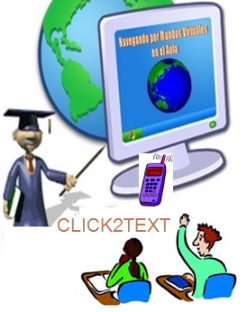 Navegando por Mundos Virtuales
en el Aula
CLICK2TEXT